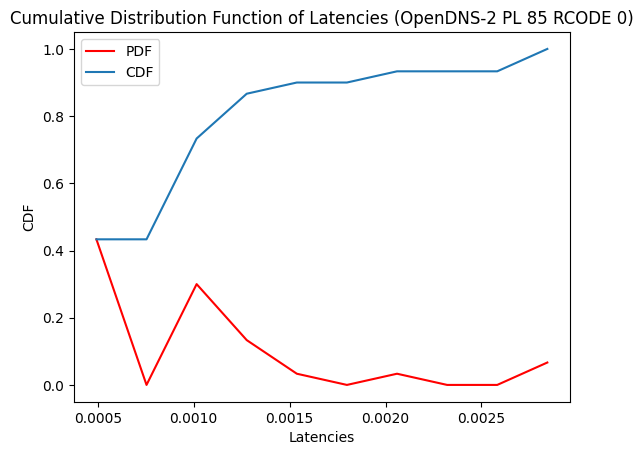 Cumulative Distribution Function of Latencies (OpenDNS-2 PL 85 RCODE 0)
PDF
CDF
1.0
0.8
0.6
0.4
0.2
0.0
CDF
0.0005 0.0010 0.0015 0.0020 0.0025
Latencies